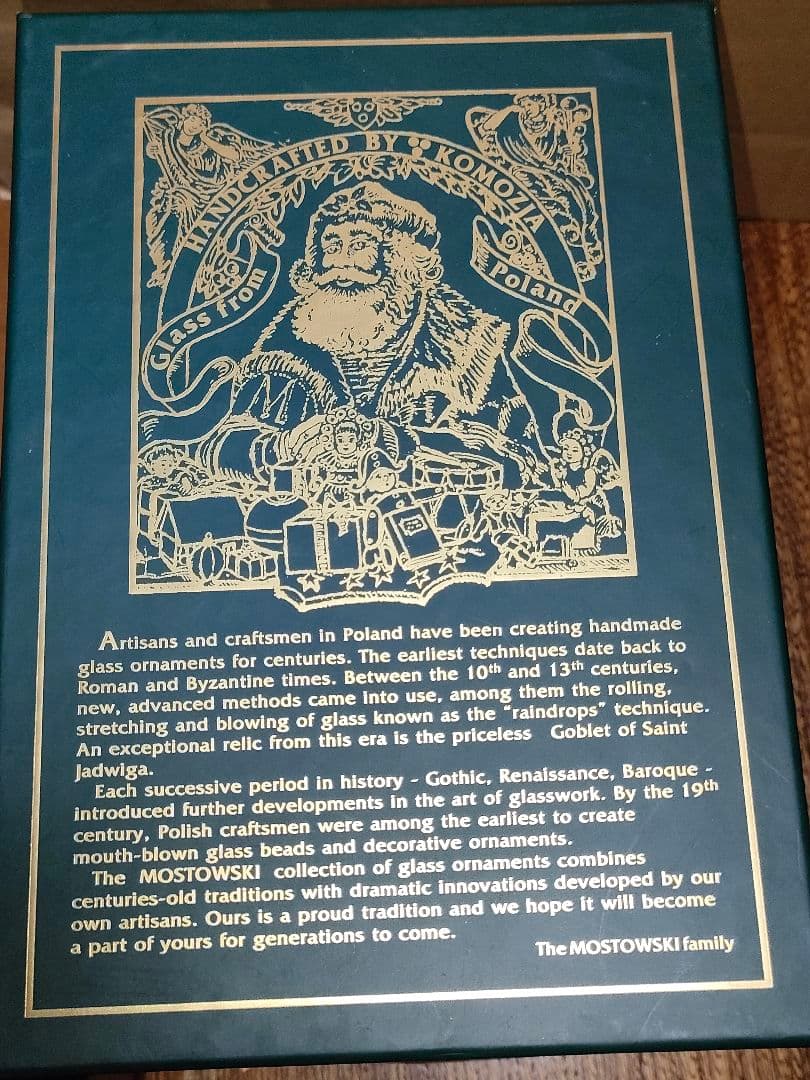 HANDCRAFTED BY KOMOZJA
Glass from
Poland
Artisans and craftsmen in Poland have been creating handmade
glass ornaments for centuries. The earliest techniques date back to
Roman and Byzantine times. Between the 10th and 13th centuries,
new, advanced methods came into use, among them the rolling,
stretching and blowing of glass known as the "raindrops" technique.
An exceptional relic from this era is the priceless Goblet of Saint
Jadwiga.
Each successive period in history - Gothic, Renaissance, Baroque -
introduced further developments in the art of glasswork. By the 19th
century, Polish craftsmen were among the earliest to create
mouth-blown glass beads and decorative ornaments.
The MOSTOWSKI collection of glass ornaments combines
centuries-old traditions with dramatic innovations developed by our
own artisans. Ours is a proud tradition and we hope it will become
a part of yours for generations to come.
The MOSTOWSKI family